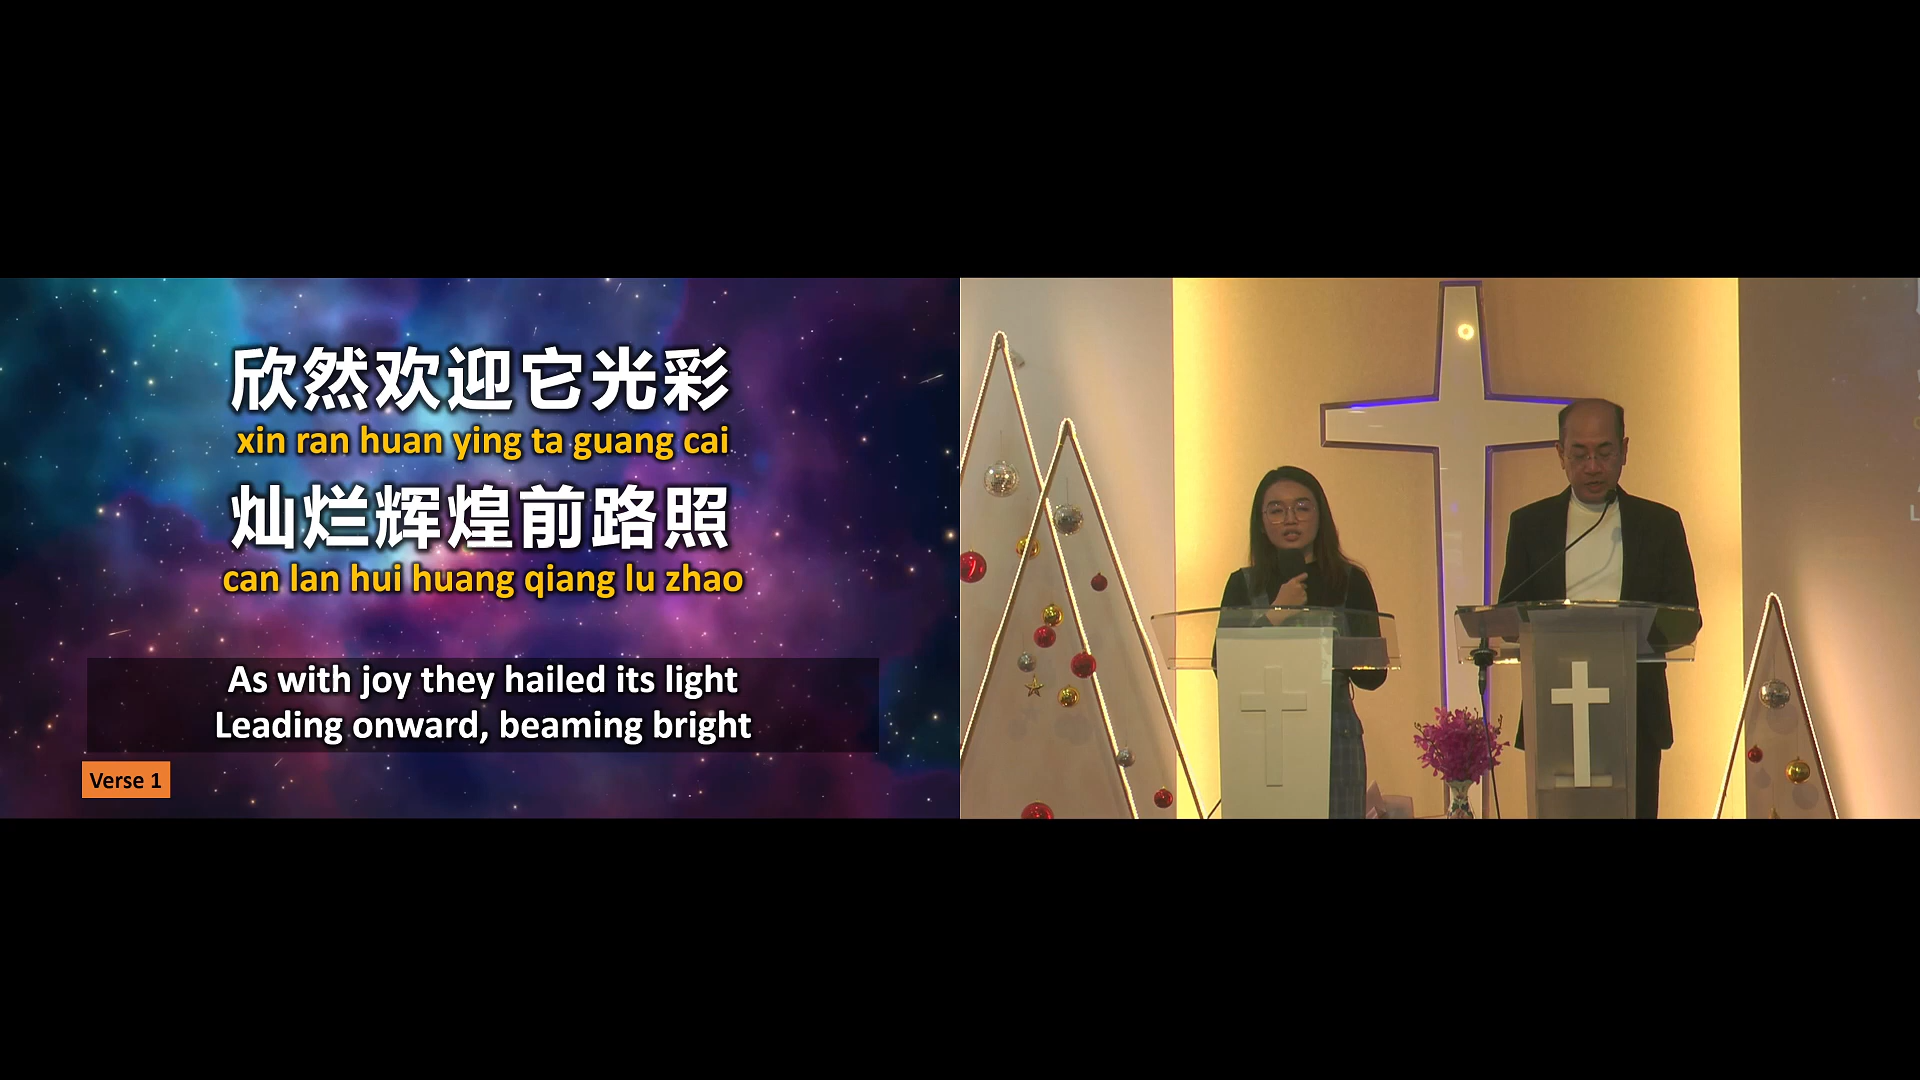 欣然欢迎它光彩
xin ran huan ying ta guang cai
灿烂辉煌前路照
can lan hui huang qiang lu zhao
As with joy they hailed its light
Leading onward, beaming bright
Verse 1